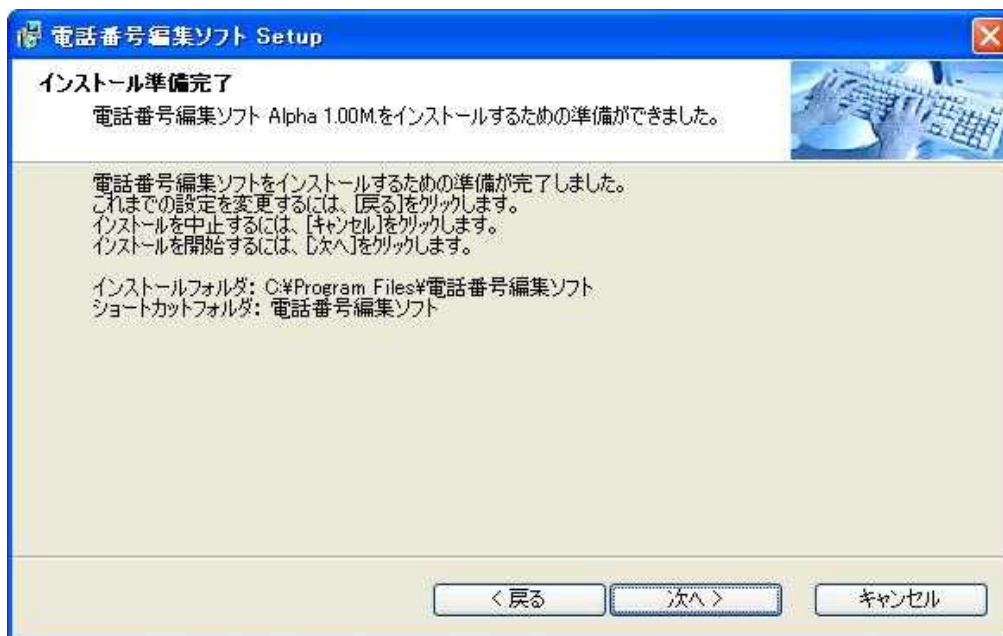 電話番号編集ソフト Setup
インストール準備完了
電話番号編集ソフト Alpha 1.00M.をインストールするための準備ができました。
電話番号編集ソフトをインストールするための準備が完了しました。
これまでの設定を変更するには、[戻る]をクリックします。
インストールを中止するには、[キャンセル]をクリックします。
インストールを開始するには、[次へ]をクリックします。
インストールフォルダ: C:¥Program Files¥電話番号編集ソフト
ショートカットフォルダ: 電話番号編集ソフト
< 戻る
次へ >
キャンセル